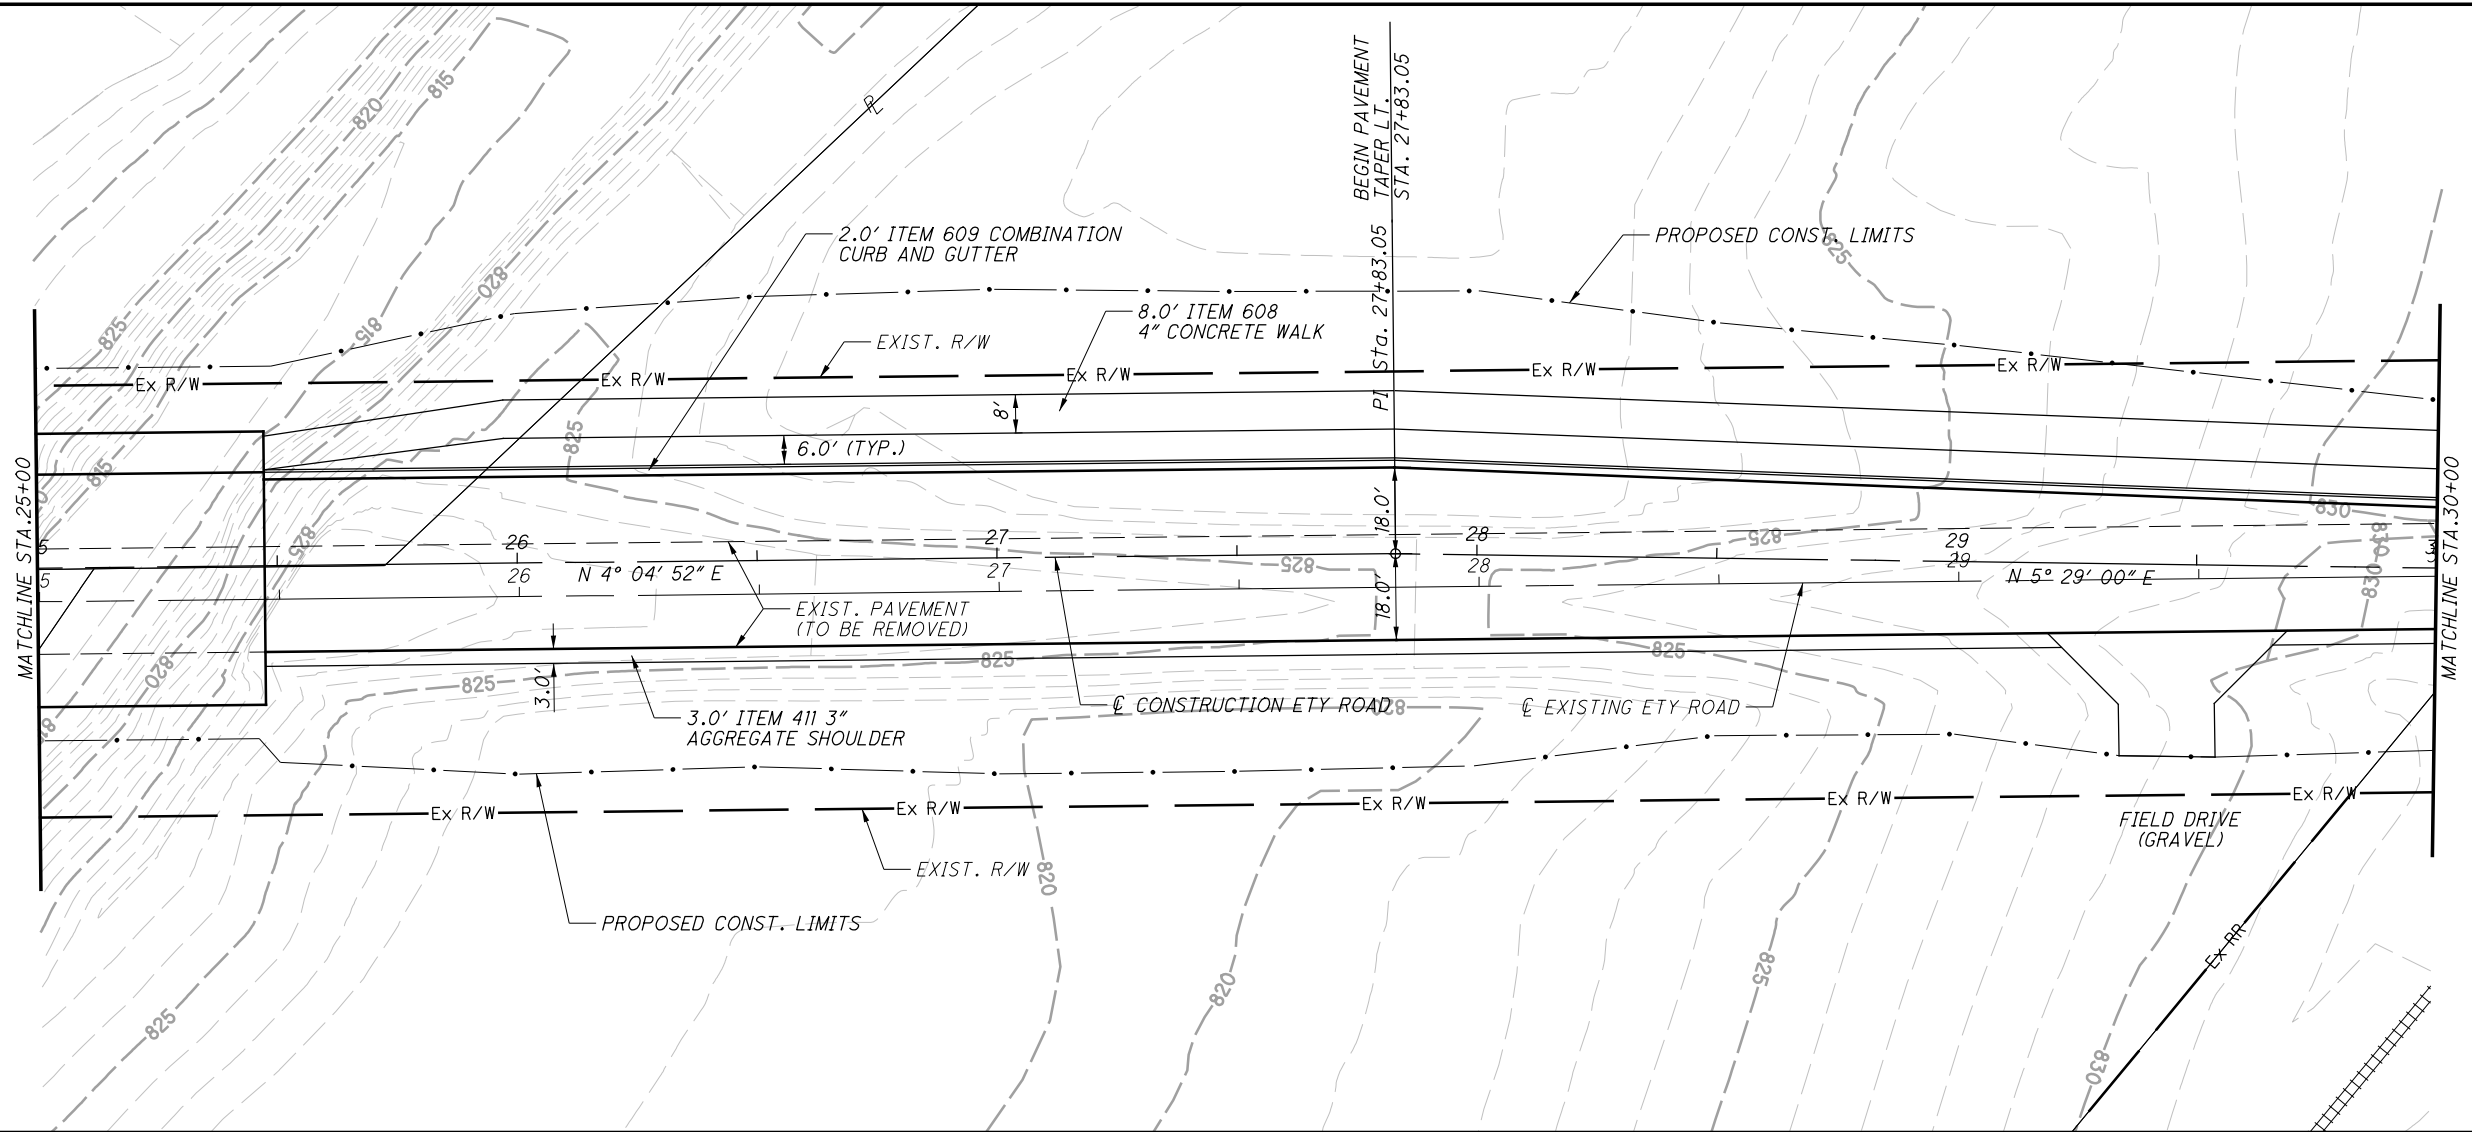 BEGIN PAVEMENT
TAPER LT.
STA. 27+83.05
820
815
℄
2.0' ITEM 609 COMBINATION
CURB AND GUTTER
PROPOSED CONST. LIMITS
825
820
PI Sta. 27+83.05
8.0' ITEM 608
4" CONCRETE WALK
825
815
EXIST. R/W
Ex R/W
Ex R/W
Ex R/W
Ex R/W
Ex R/W
8'
825
6.0' (TYP.)
815
MATCHLINE STA.25+00
MATCHLINE STA.30+00
18.0'
830
825
5
26
27
28
29
3
825
825
830
5
26
N 4° 04' 52" E
27
28
29
N 5° 29' 00" E
830
18.0'
EXIST. PAVEMENT
(TO BE REMOVED)
820
825
825
825
3.0'
3.0' ITEM 411 3"
AGGREGATE SHOULDER
℄ CONSTRUCTION ETY ROAD
820
℄ EXISTING ETY ROAD
Ex R/W
Ex R/W
Ex R/W
Ex R/W
Ex R/W
FIELD DRIVE
(GRAVEL)
EXIST. R/W
820
PROPOSED CONST. LIMITS
Ex RR
825
820
825
830